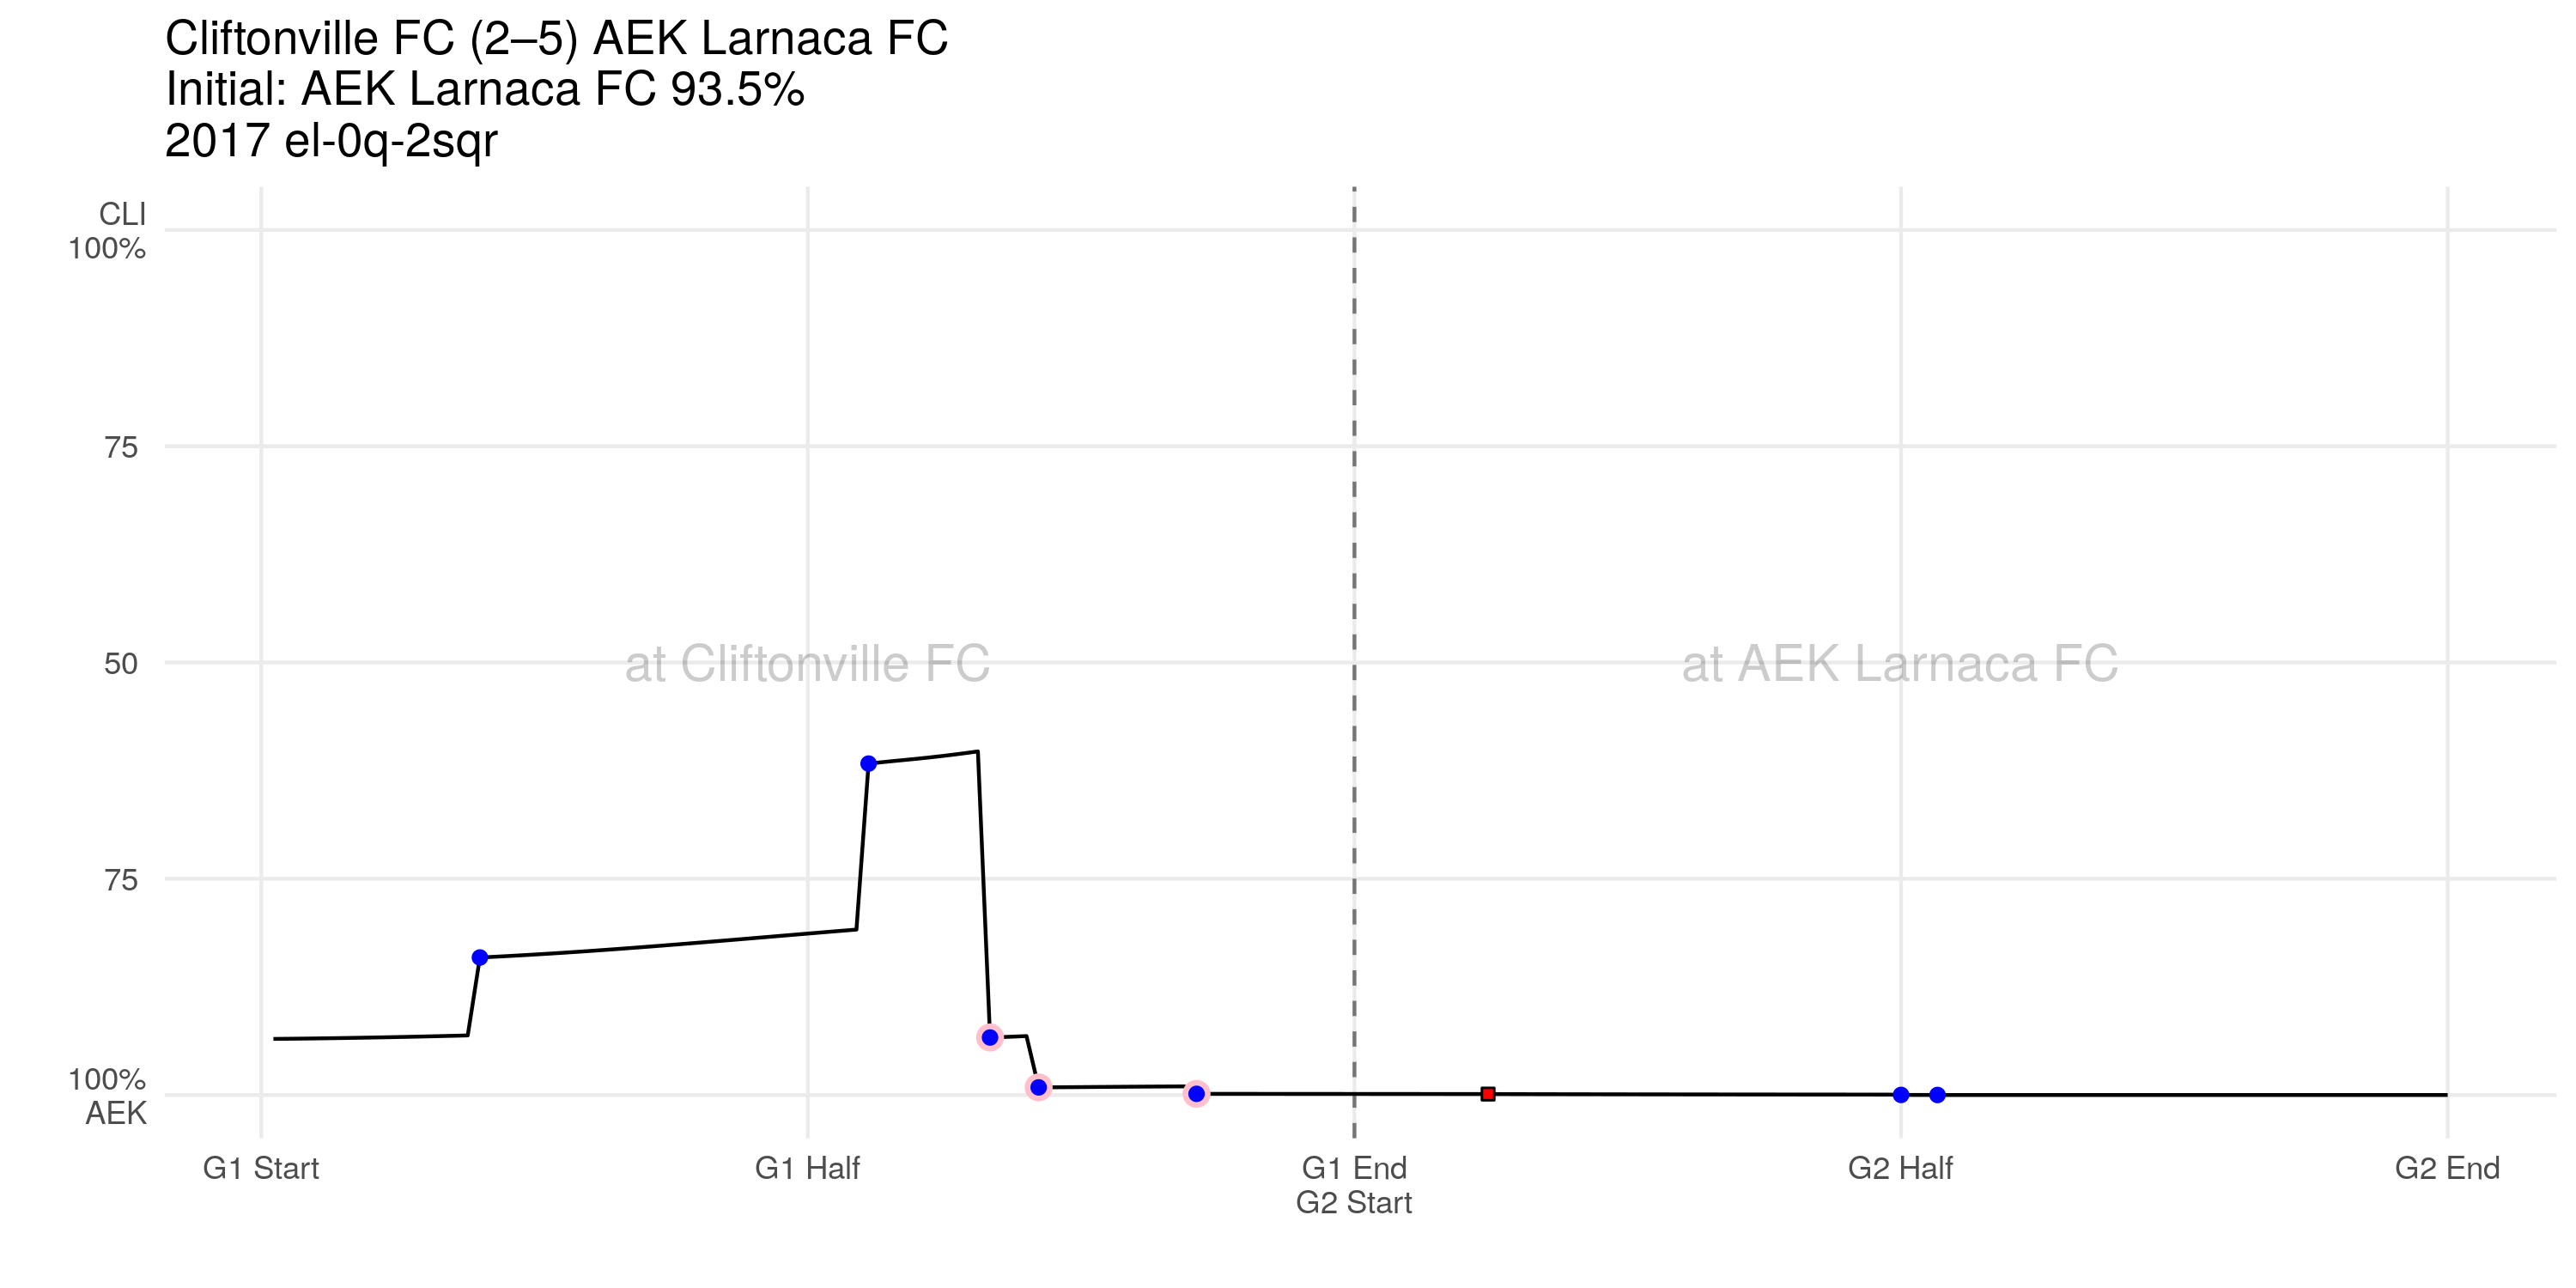 Cliftonville FC (2–5) AEK Larnaca FC
Initial: AEK Larnaca FC 93.5%
2017 el-0q-2sqr
CLI
100%
75
50
75
100%
AEK
at Cliftonville FC
at AEK Larnaca FC
G1 Start
G1 Half
G1 End
G2 Start
G2 Half
G2 End